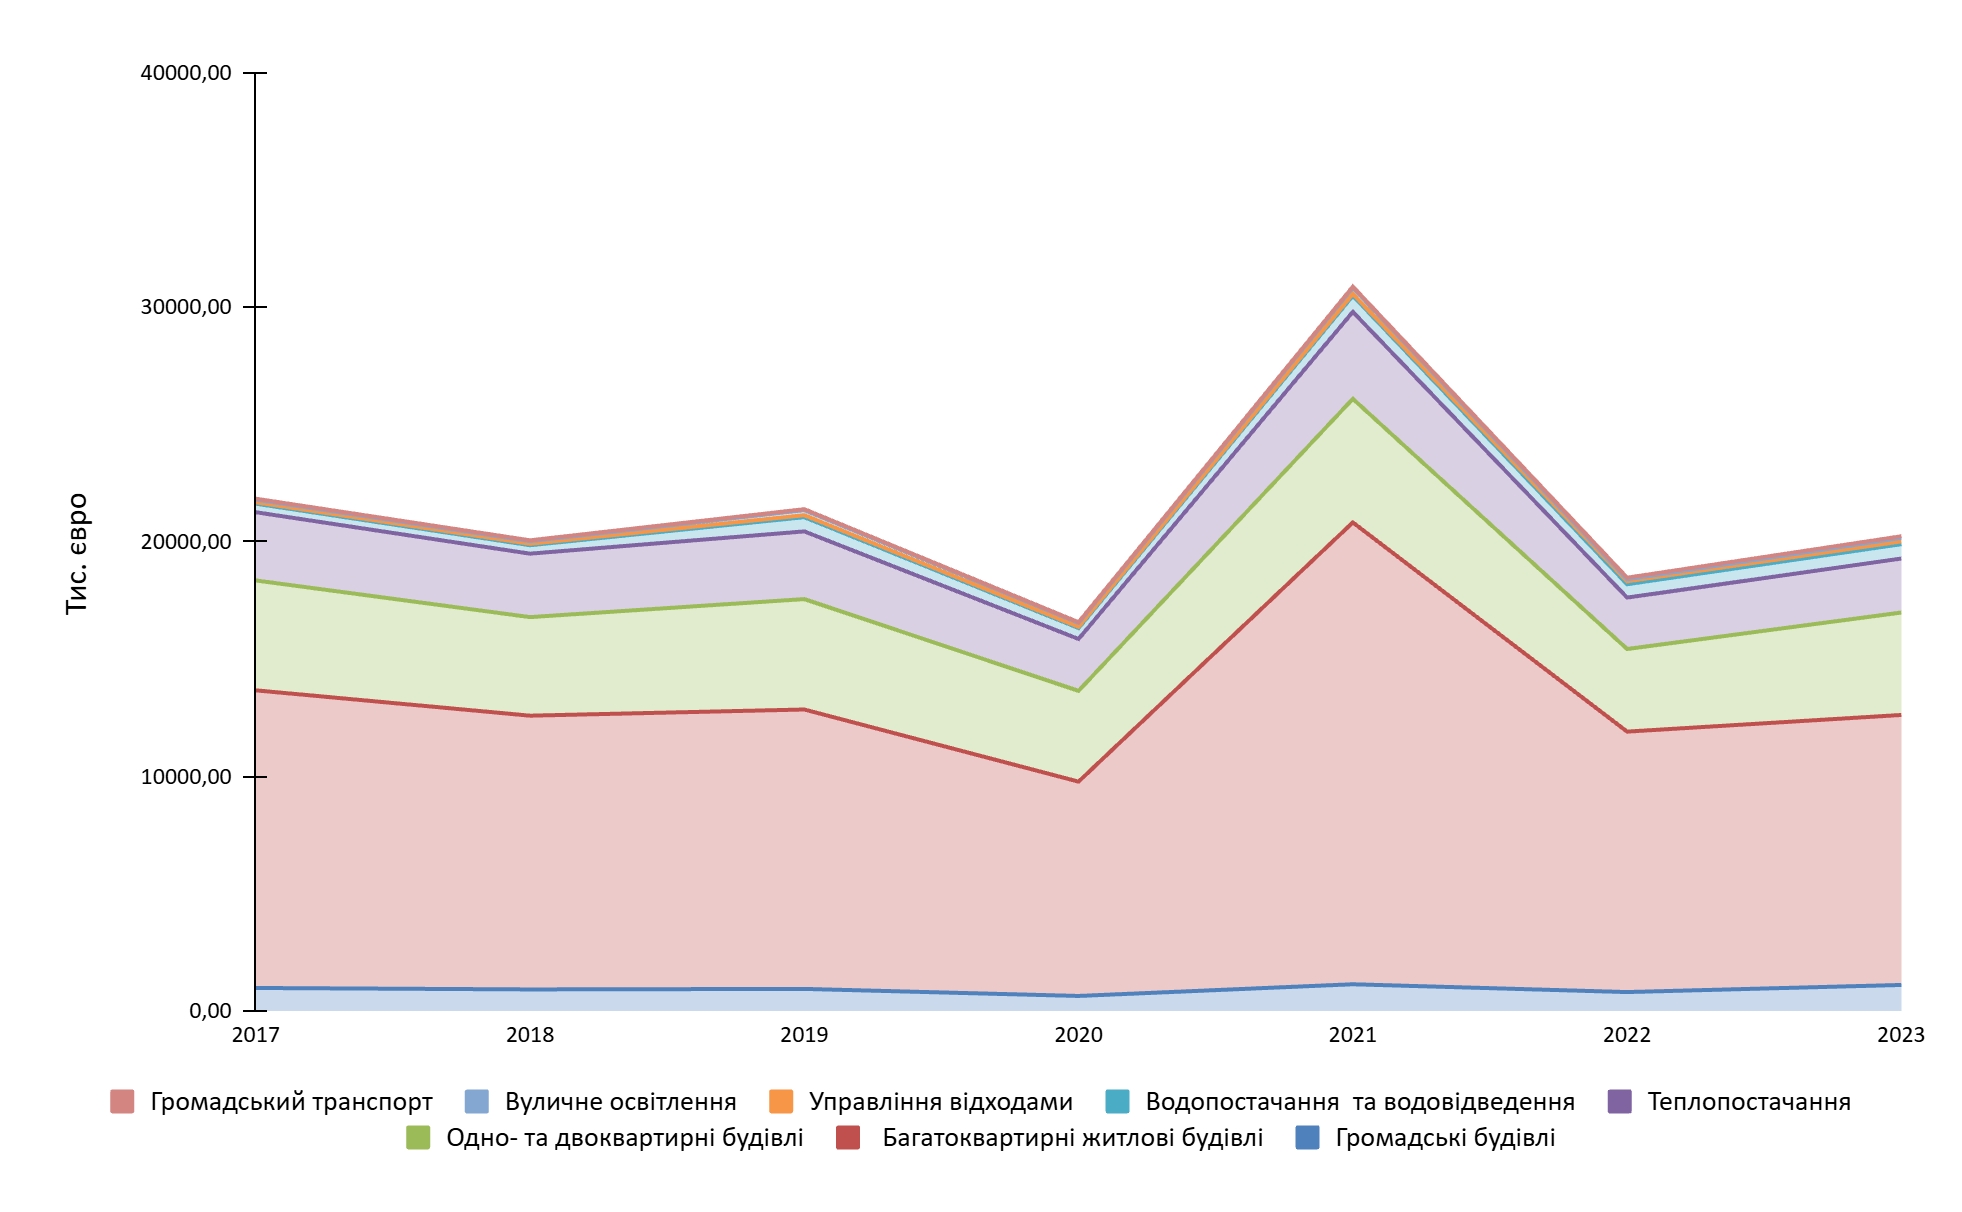 40000,00
30000,00
20000,00
10000,00
0,00
Тис. євро
2017 2018 2019 2020 2021 2022 2023
Громадський транспорт Вуличне освітлення Управління відходами Водопостачання та водовідведення Теплопостачання
Одно- та двоквартирні будівлі Багатоквартирні житлові будівлі Громадські будівлі